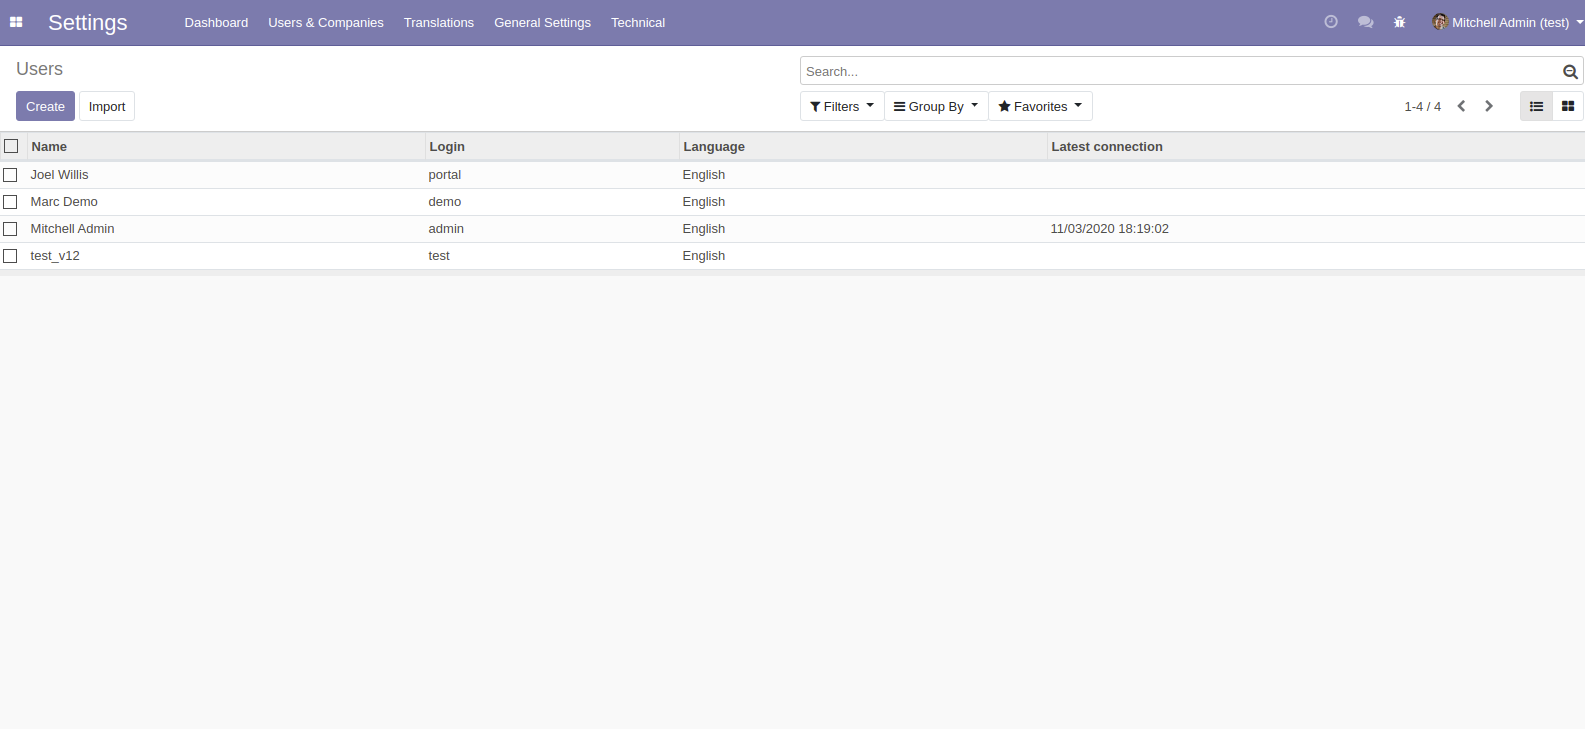 Settings Dashboard Users & Companies Translations General Settings Technical Mitchell Admin (test)
Users
Search...
Create Import Filters Group By Favorites 1-4 / 4
Name Login Language Latest connection
Joel Willis portal English
Marc Demo demo English
Mitchell Admin admin English 11/03/2020 18:19:02
test_v12 test English